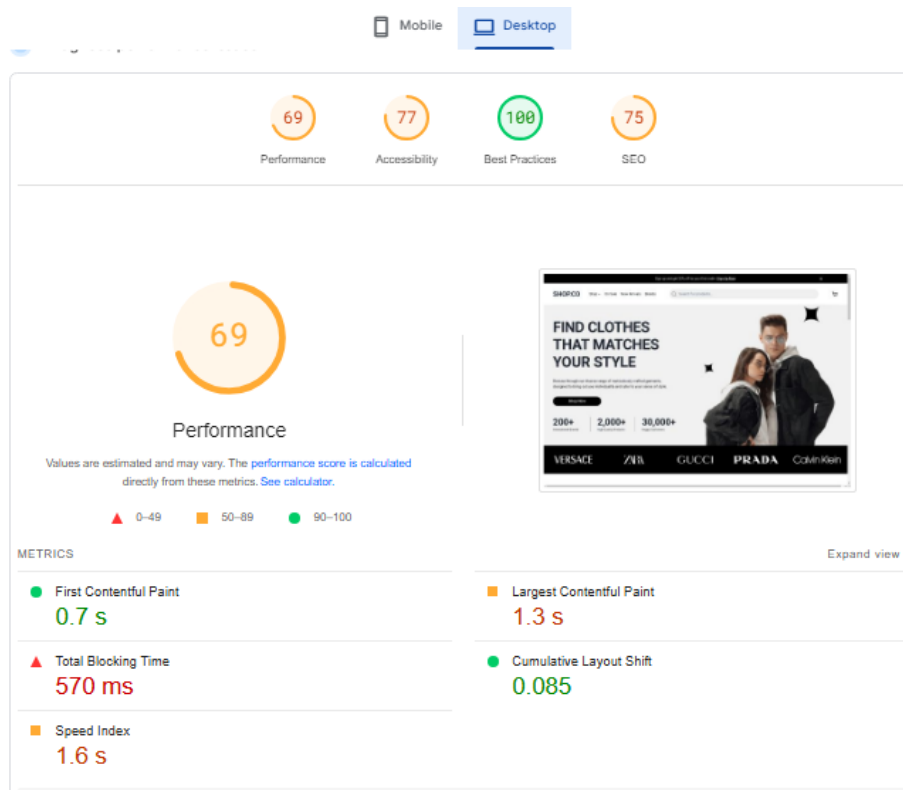 Mobile
Desktop
69
77
100
75
Performance
Accessibility
Best Practices
SEO
69
Performance
Values are estimated and may vary. The performance score is calculated
directly from these metrics. See calculator.
0–49
50–89
90–100
SHOP.CO
FIND CLOTHES
THAT MATCHES
YOUR STYLE
200+
2,000+
30,000+
VERSACE
ZARA
GUCCI
PRADA
Calvin Klein
METRICS
Expand view
First Contentful Paint
0.7 s
Largest Contentful Paint
1.3 s
Total Blocking Time
570 ms
Cumulative Layout Shift
0.085
Speed Index
1.6 s